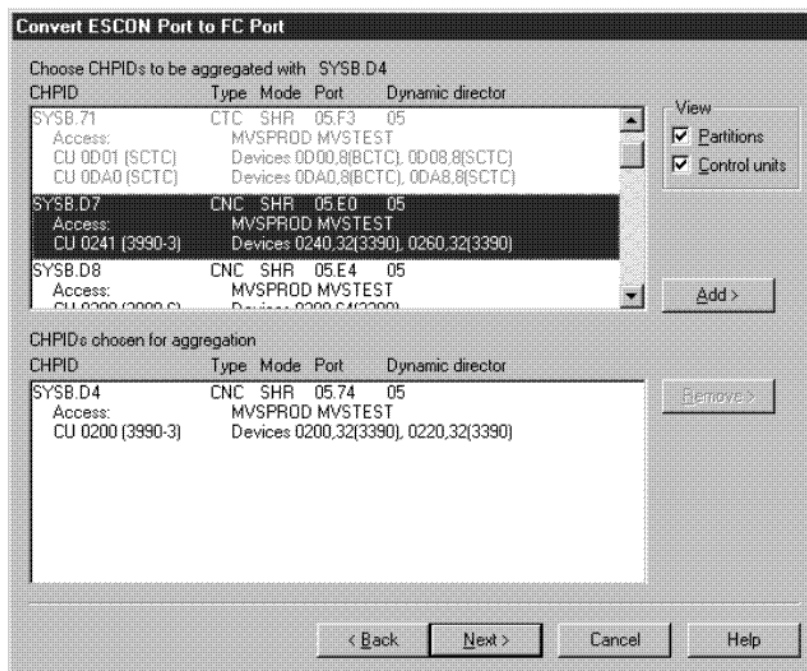 Convert ESCON Port to FC Port
Choose CHPIDs to be aggregated with SYSB.D4
CHPID Type Mode Port Dynamic director
SYSB.71 CTC SHR 05.F3 05
Access: MVSPROD MVSTEST
CU 0D01 (SCTC) Devices 0D00,8(BCTC), 0D08,8(SCTC)
CU 0DA0 (SCTC) Devices 0DA0,8(BCTC), 0DA8,8(SCTC)
SYSB.D7 CNC SHR 05.E0 05
Access: MVSPROD MVSTEST
CU 0241 (3990-3) Devices 0240,32(3390), 0260,32(3390)
SYSB.D8 CNC SHR 05.E4 05
Access: MVSPROD MVSTEST
View
Partitions
Control units
Add >
CHPIDs chosen for aggregation
CHPID Type Mode Port Dynamic director
SYSB.D4 CNC SHR 05.74 05
Access: MVSPROD MVSTEST
CU 0200 (3990-3) Devices 0200,32(3390), 0220,32(3390)
Remove >
< Back Next > Cancel Help